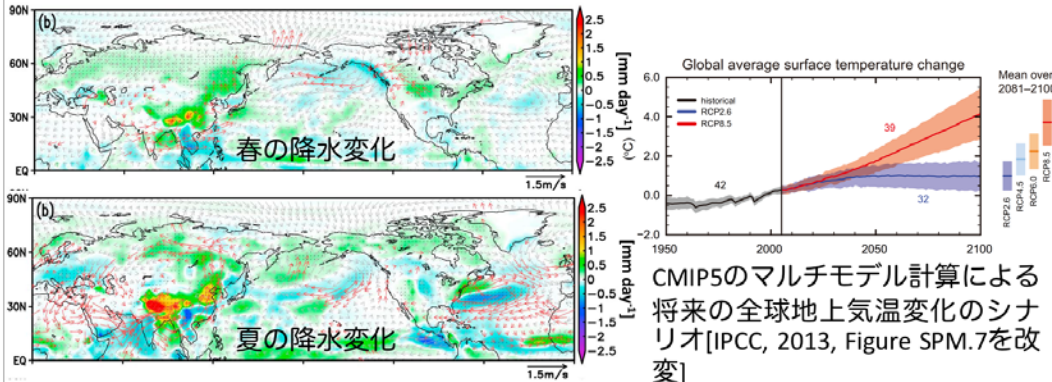 (b)
90N
60N
30N
EQ
春の降水変化
1.5m/s
2.5
2
1.5
1
0.5
0
−0.5
−1
−1.5
−2
−2.5
[mm day⁻¹]
(b)
90N
60N
30N
EQ
夏の降水変化
1.5m/s
2.5
2
1.5
1
0.5
0
−0.5
−1
−1.5
−2
−2.5
[mm day⁻¹]
Global average surface temperature change
Mean over
2081–2100
6.0
4.0
2.0
0.0
−2.0
(°C)
historical
RCP2.6
RCP8.5
42
39
32
1950
2000
2050
2100
RCP2.6
RCP4.5
RCP6.0
RCP8.5
CMIP5のマルチモデル計算による
将来の全球地上気温変化のシナ
リオ[IPCC, 2013, Figure SPM.7を改
変]